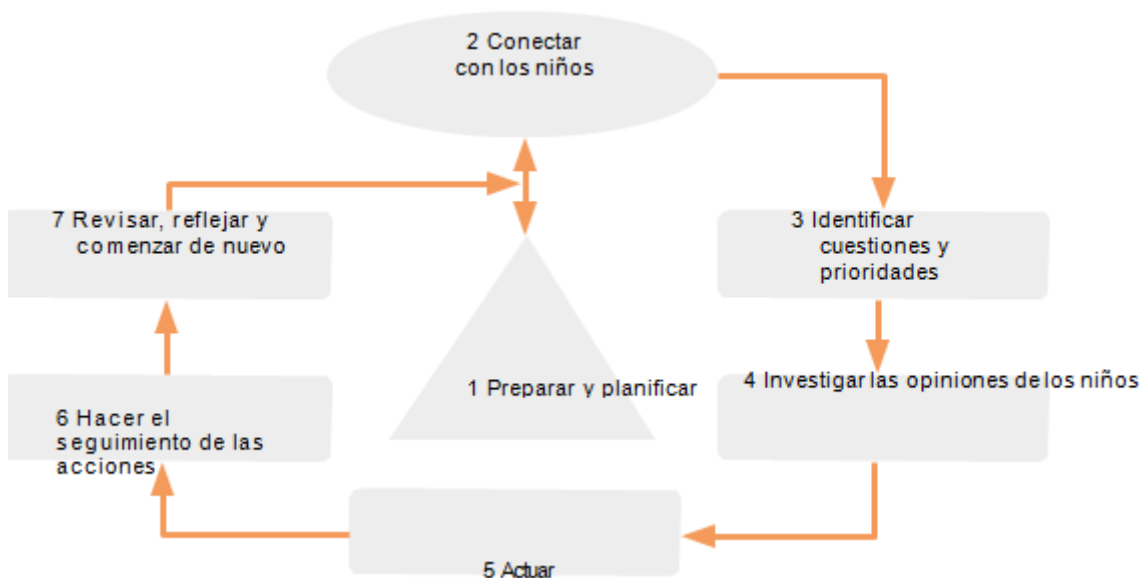 2 Conectar
con los niños
7 Revisar, reflejar y
comenzar de nuevo
3 Identificar
cuestiones y
prioridades
1 Preparar y planificar
4 Investigar las opiniones de los niños
6 Hacer el
seguimiento de las
acciones
5 Actuar